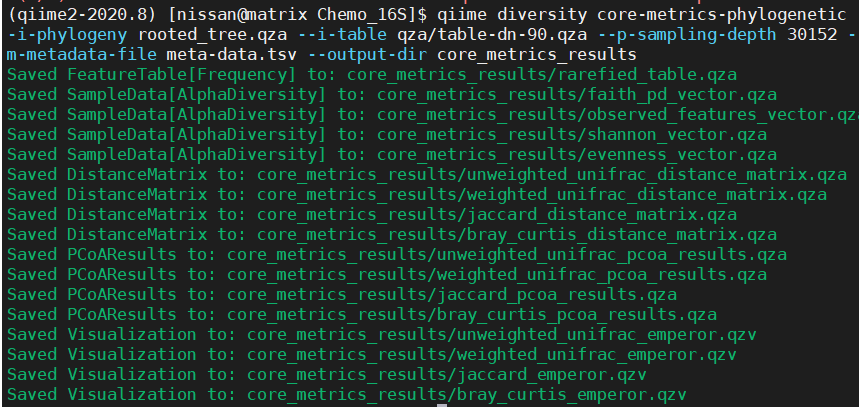 (qiime2-2020.8) [nissan@matrix Chemo_16S]$ qiime diversity core-metrics-phylogenetic
-i-phylogeny rooted_tree.qza --i-table qza/table-dn-90.qza --p-sampling-depth 30152 -
m-metadata-file meta-data.tsv --output-dir core_metrics_results
Saved FeatureTable[Frequency] to: core_metrics_results/rarefied_table.qza
Saved SampleData[AlphaDiversity] to: core_metrics_results/faith_pd_vector.qza
Saved SampleData[AlphaDiversity] to: core_metrics_results/observed_features_vector.qza
Saved SampleData[AlphaDiversity] to: core_metrics_results/shannon_vector.qza
Saved SampleData[AlphaDiversity] to: core_metrics_results/evenness_vector.qza
Saved DistanceMatrix to: core_metrics_results/unweighted_unifrac_distance_matrix.qza
Saved DistanceMatrix to: core_metrics_results/weighted_unifrac_distance_matrix.qza
Saved DistanceMatrix to: core_metrics_results/jaccard_distance_matrix.qza
Saved DistanceMatrix to: core_metrics_results/bray_curtis_distance_matrix.qza
Saved PCoAResults to: core_metrics_results/unweighted_unifrac_pcoa_results.qza
Saved PCoAResults to: core_metrics_results/weighted_unifrac_pcoa_results.qza
Saved PCoAResults to: core_metrics_results/jaccard_pcoa_results.qza
Saved PCoAResults to: core_metrics_results/bray_curtis_pcoa_results.qza
Saved Visualization to: core_metrics_results/unweighted_unifrac_emperor.qzv
Saved Visualization to: core_metrics_results/weighted_unifrac_emperor.qzv
Saved Visualization to: core_metrics_results/jaccard_emperor.qzv
Saved Visualization to: core_metrics_results/bray_curtis_emperor.qzv